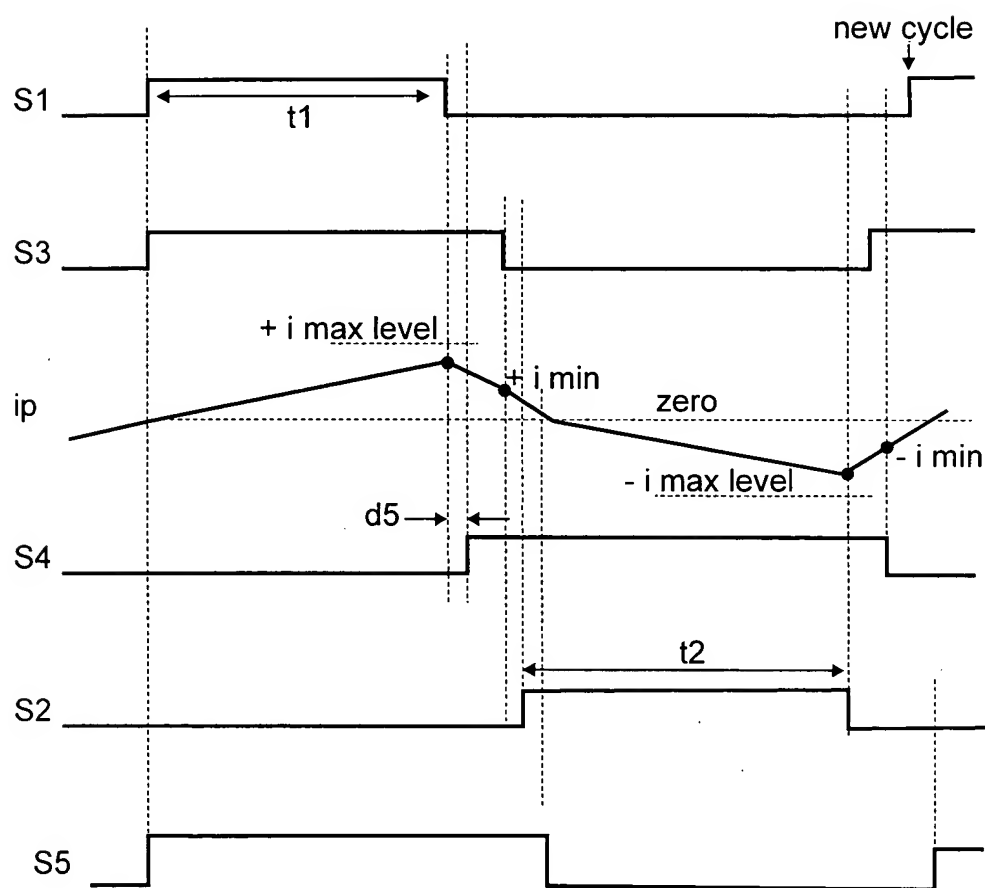 new cycle
S1
t1
S3
+ i max level
+ i min
ip
zero
- i min
- i max level
d5
S4
t2
S2
S5